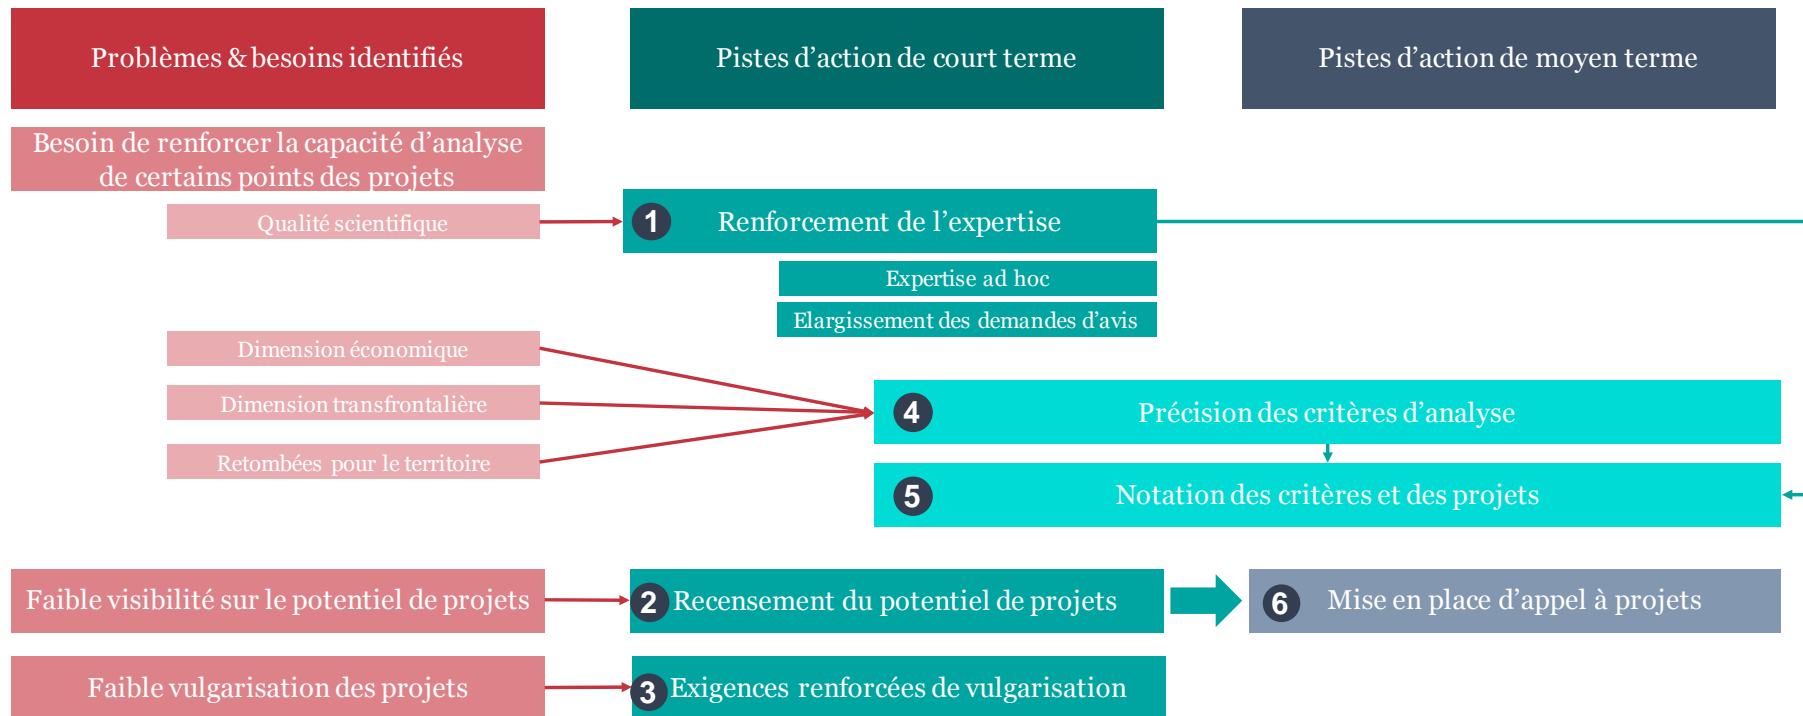 Problèmes & besoins identifiés
Pistes d’action de court terme
Pistes d’action de moyen terme
Besoin de renforcer la capacité d’analyse
de certains points des projets
Qualité scientifique
1 Renforcement de l’expertise
Expertise ad hoc
Elargissement des demandes d’avis
Dimension économique
Dimension transfrontalière
Retombées pour le territoire
4 Précision des critères d’analyse
5 Notation des critères et des projets
Faible visibilité sur le potentiel de projets
2 Recensement du potentiel de projets
6 Mise en place d’appel à projets
Faible vulgarisation des projets
3 Exigences renforcées de vulgarisation